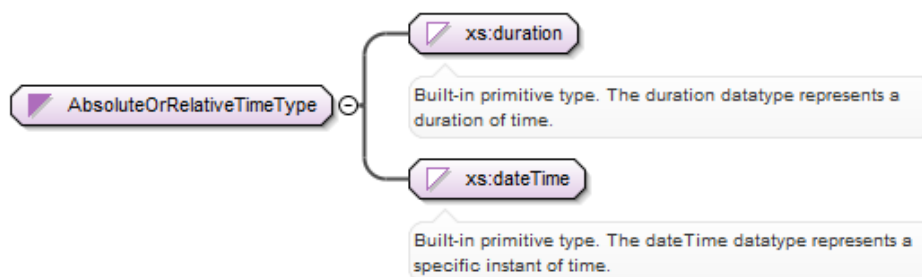 xs:duration
AbsoluteOrRelativeTimeType
Built-in primitive type. The duration datatype represents a
duration of time.
xs:dateTime
Built-in primitive type. The dateTime datatype represents a
specific instant of time.